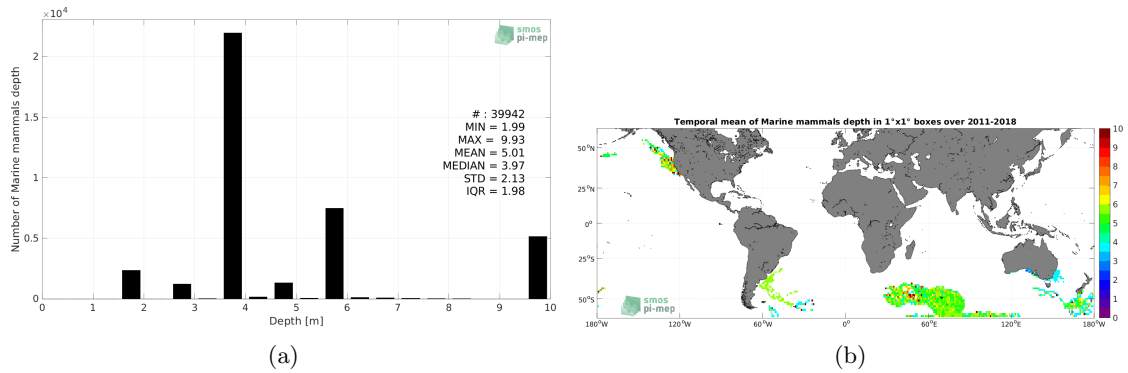 ×10⁴
2
1.5
1
0.5
0
Number of Marine mammals depth
smos
pi-mep
# : 39942
MIN = 1.99
MAX = 9.93
MEAN = 5.01
MEDIAN = 3.97
STD = 2.13
IQR = 1.98
0 1 2 3 4 5 6 7 8 9 10
Depth [m]
(a)
Temporal mean of Marine mammals depth in 1°x1° boxes over 2011-2018
50°N
25°N
0°
25°S
50°S
180°W 120°W 60°W 0° 60°E 120°E 180°W
smos
pi-mep
10
9
8
7
6
5
4
3
2
1
0
(b)